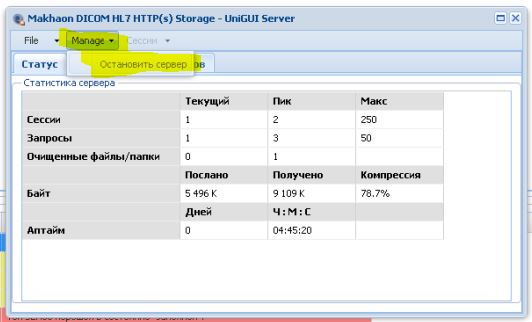 Makhaon DICOM HL7 HTTP(s) Storage - UniGUI Server
File Manage Сессии
Статус Остановить сервер ов
Статистика сервера
Текущий Пик Макс
Сессии 1 2 250
Запросы 1 3 50
Очищенные файлы/папки 0 1
Послано Получено Компрессия
Байт 5 496 K 9 109 K 78.7%
Дней Ч : М : С
Аптайм 0 04:45:20